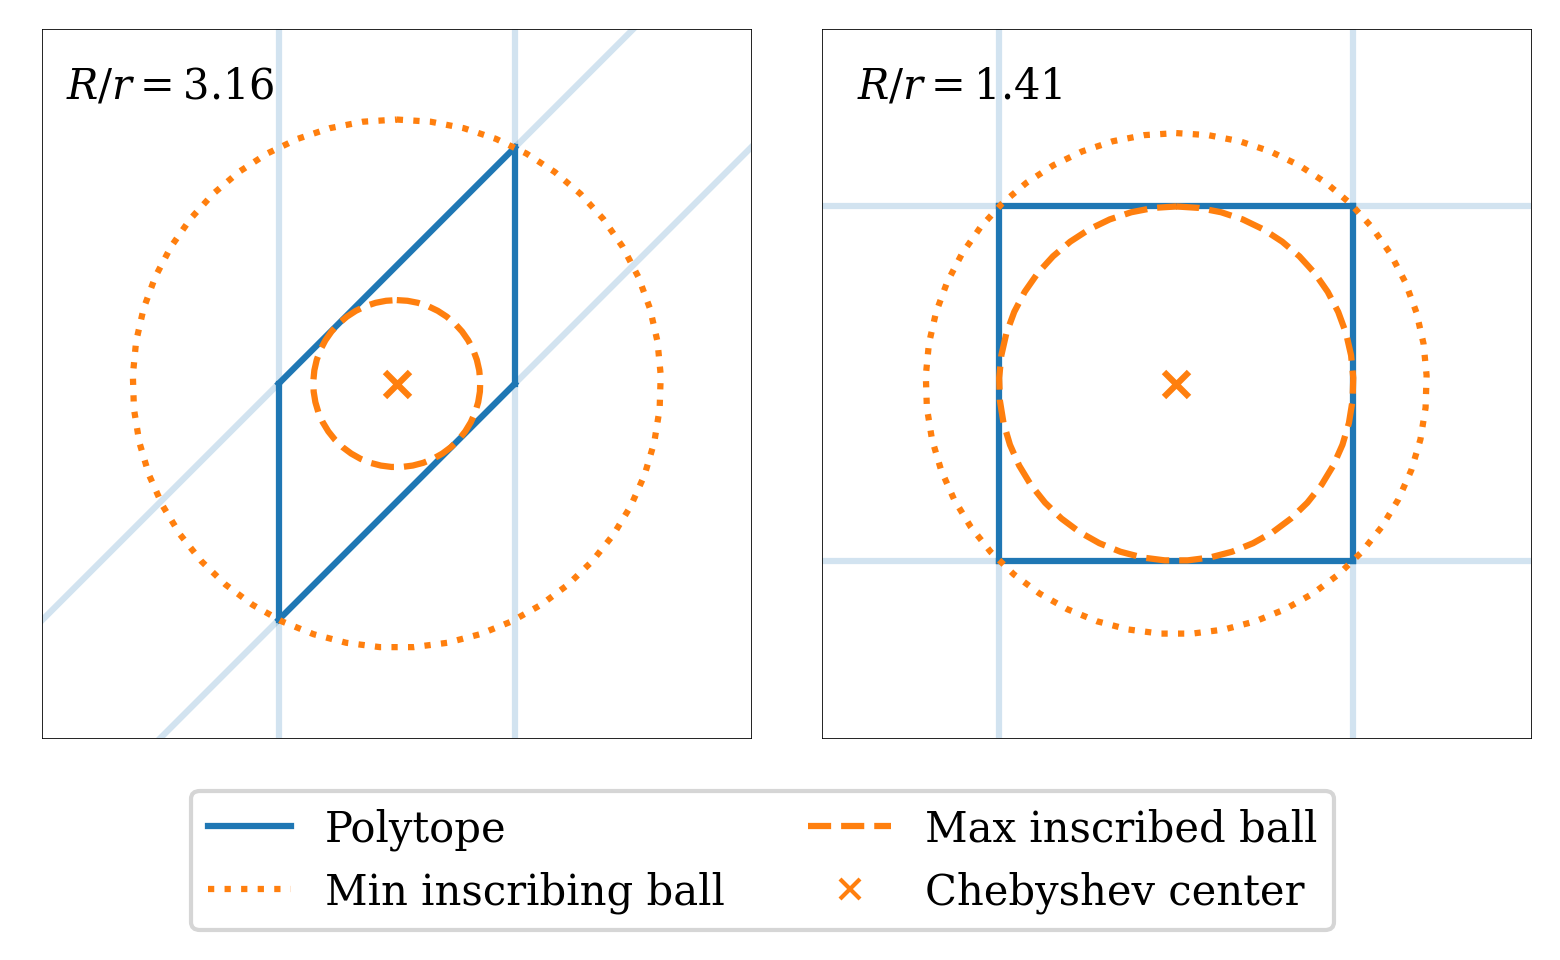 R/r = 3.16
R/r = 1.41
Polytope
Min inscribing ball
Max inscribed ball
Chebyshev center